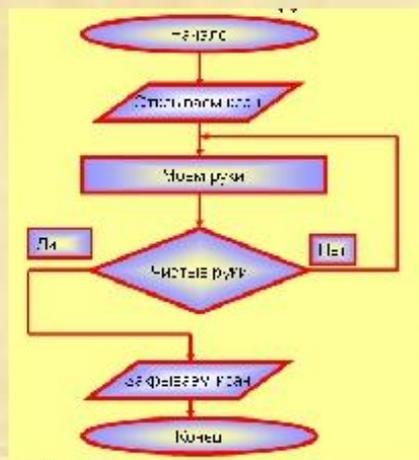 Начало
Открываем кран
Моем руки
Да
Нет
Чистые руки
Закрываем кран
Конец